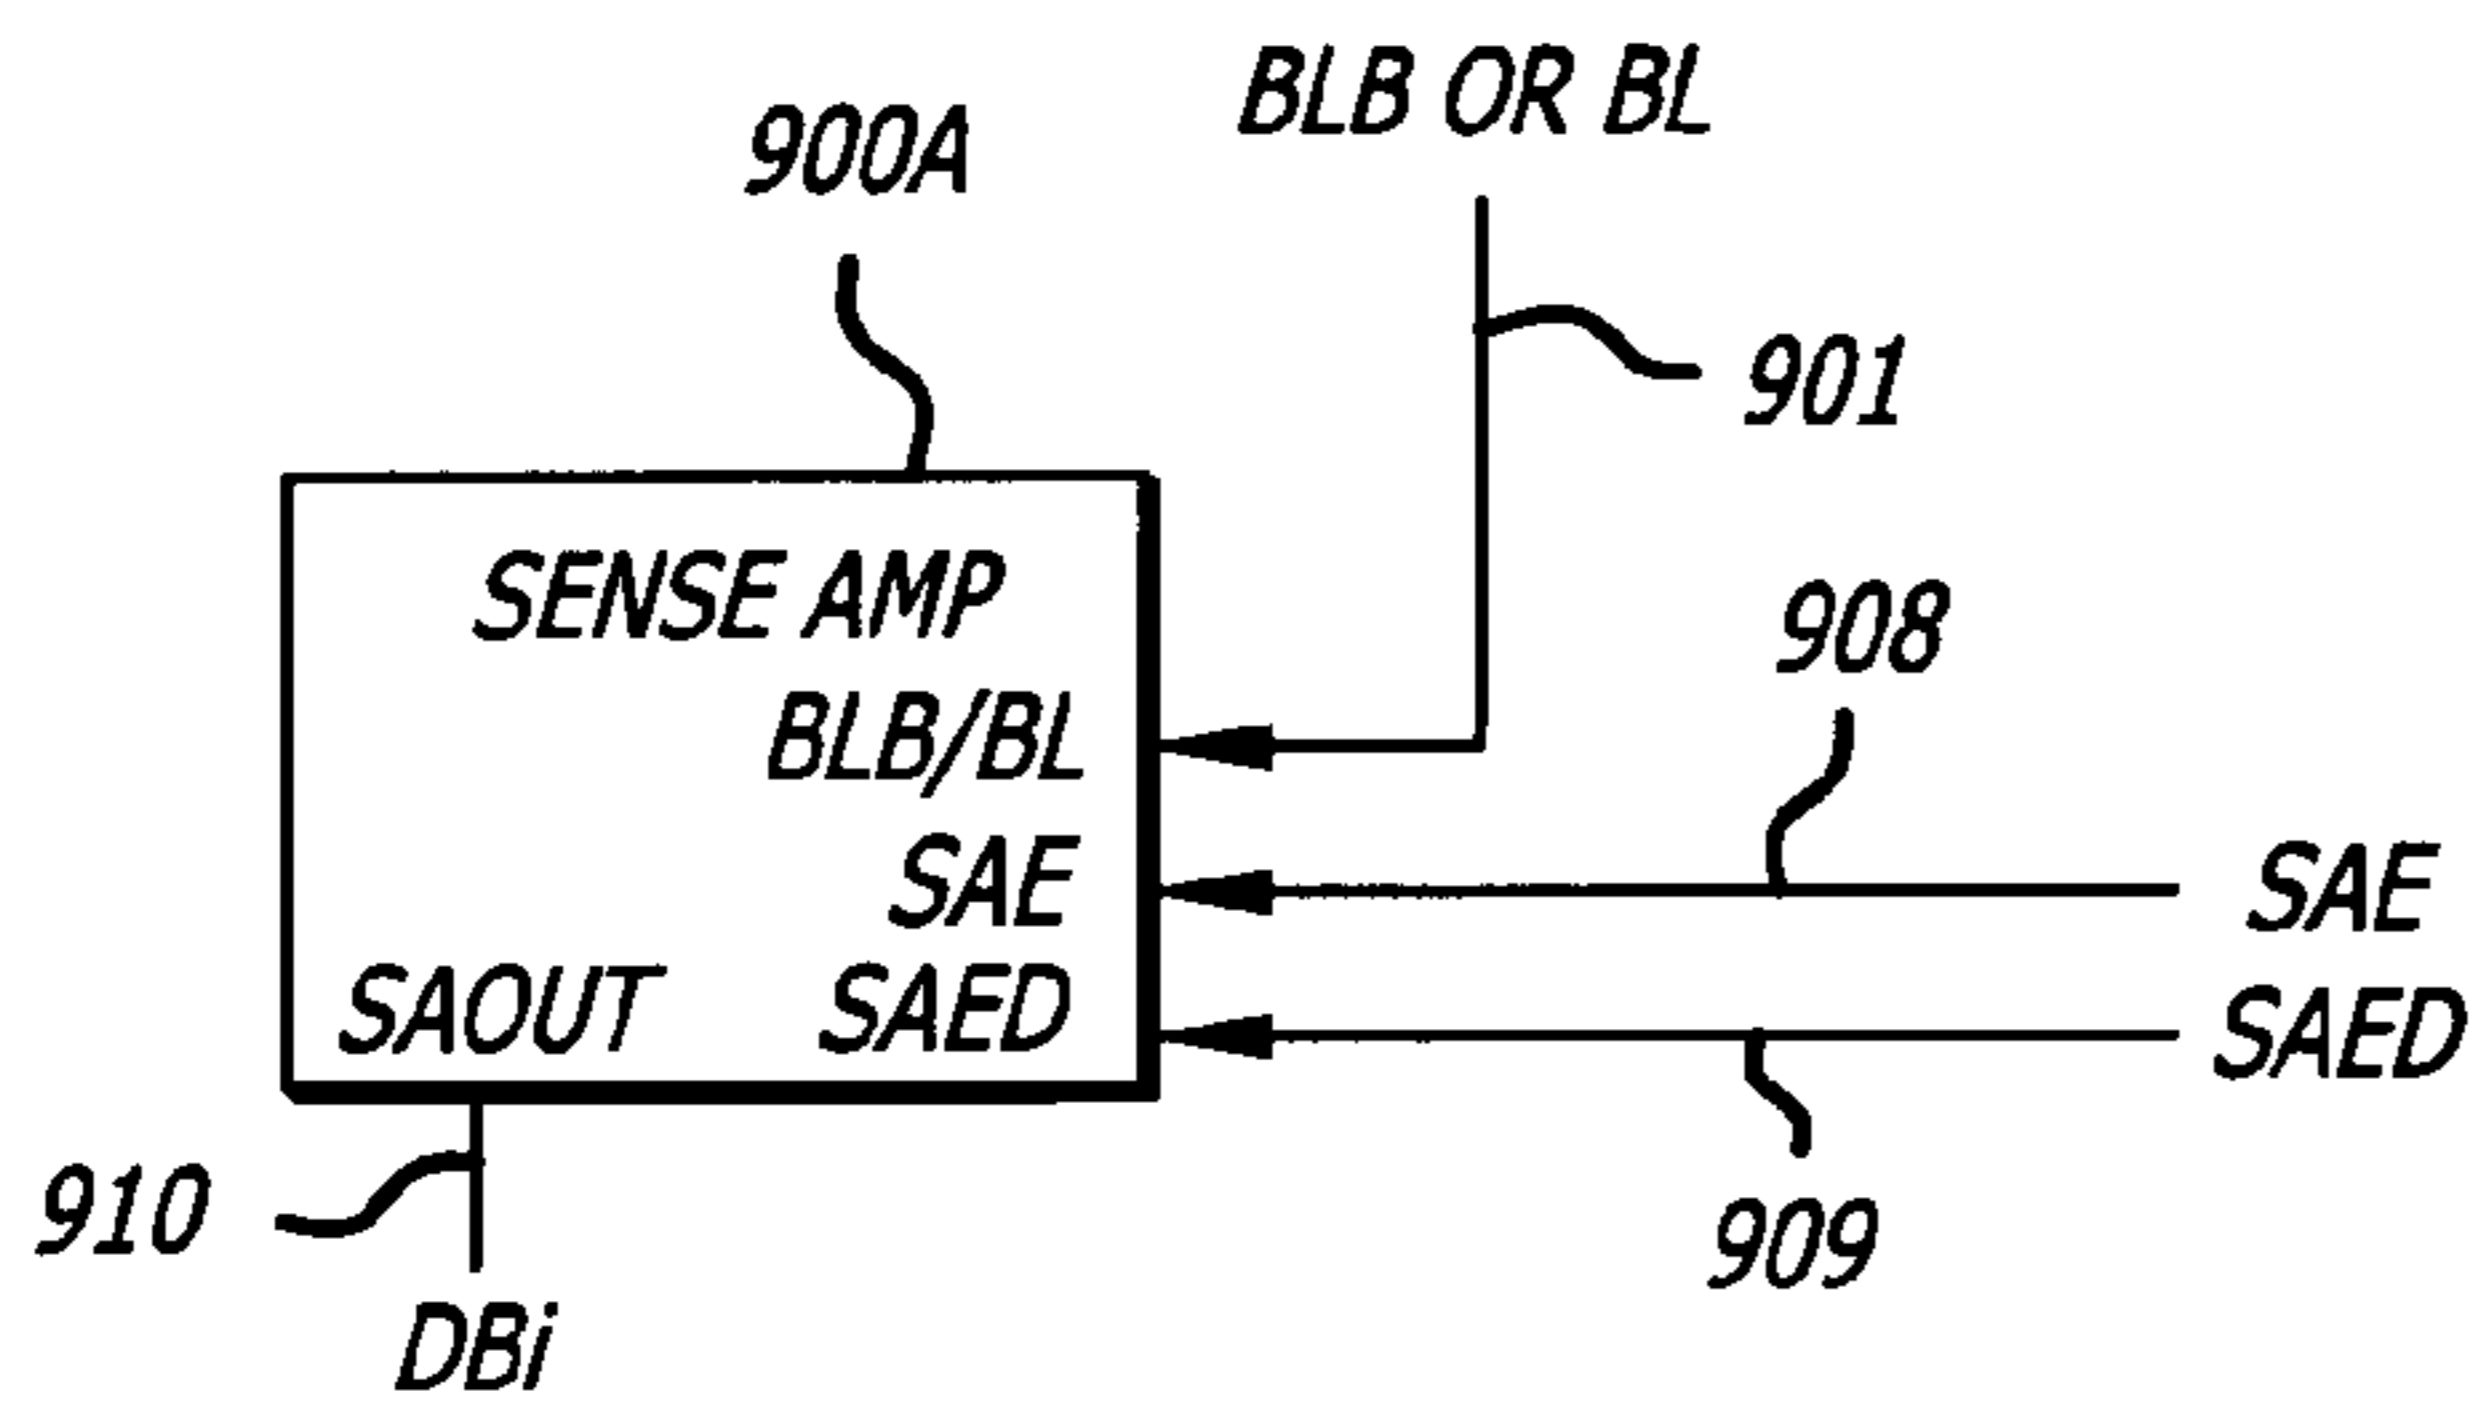 BLB OR BL
900A
901
SENSE AMP
908
BLB/BL
SAE
SAE
SAOUT SAED
SAED
910
909
DBi